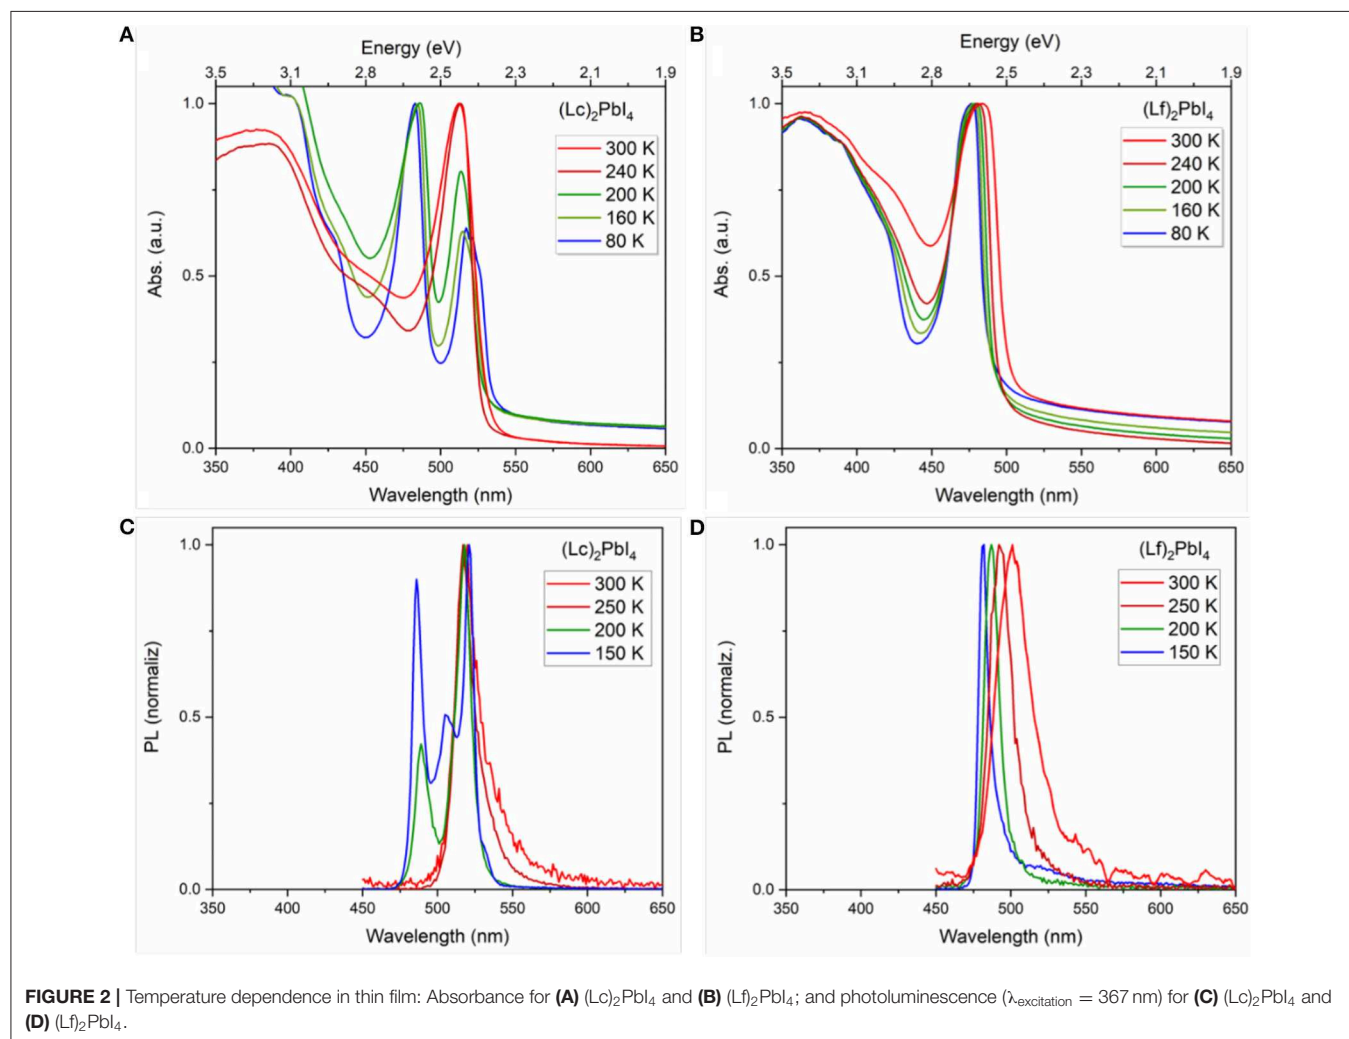 A
Energy (eV)
3.5 3.1 2.8 2.5 2.3 2.1 1.9
(Lc)₂PbI₄
300 K
240 K
200 K
160 K
80 K
Abs. (a.u.)
1.0
0.5
0.0
350 400 450 500 550 600 650
Wavelength (nm)
B
Energy (eV)
3.5 3.1 2.8 2.5 2.3 2.1 1.9
(Lf)₂PbI₄
300 K
240 K
200 K
160 K
80 K
Abs. (a.u.)
1.0
0.5
0.0
350 400 450 500 550 600 650
Wavelength (nm)
C
(Lc)₂PbI₄
300 K
250 K
200 K
150 K
PL (normaliz)
1.0
0.5
0.0
350 400 450 500 550 600 650
Wavelength (nm)
D
(Lf)₂PbI₄
300 K
250 K
200 K
150 K
PL (normalz.)
1.0
0.5
0.0
350 400 450 500 550 600 650
Wavelength (nm)
FIGURE 2 | Temperature dependence in thin film: Absorbance for (A) (Lc)₂PbI₄ and (B) (Lf)₂PbI₄; and photoluminescence (λexcitation = 367 nm) for (C) (Lc)₂PbI₄ and
(D) (Lf)₂PbI₄.